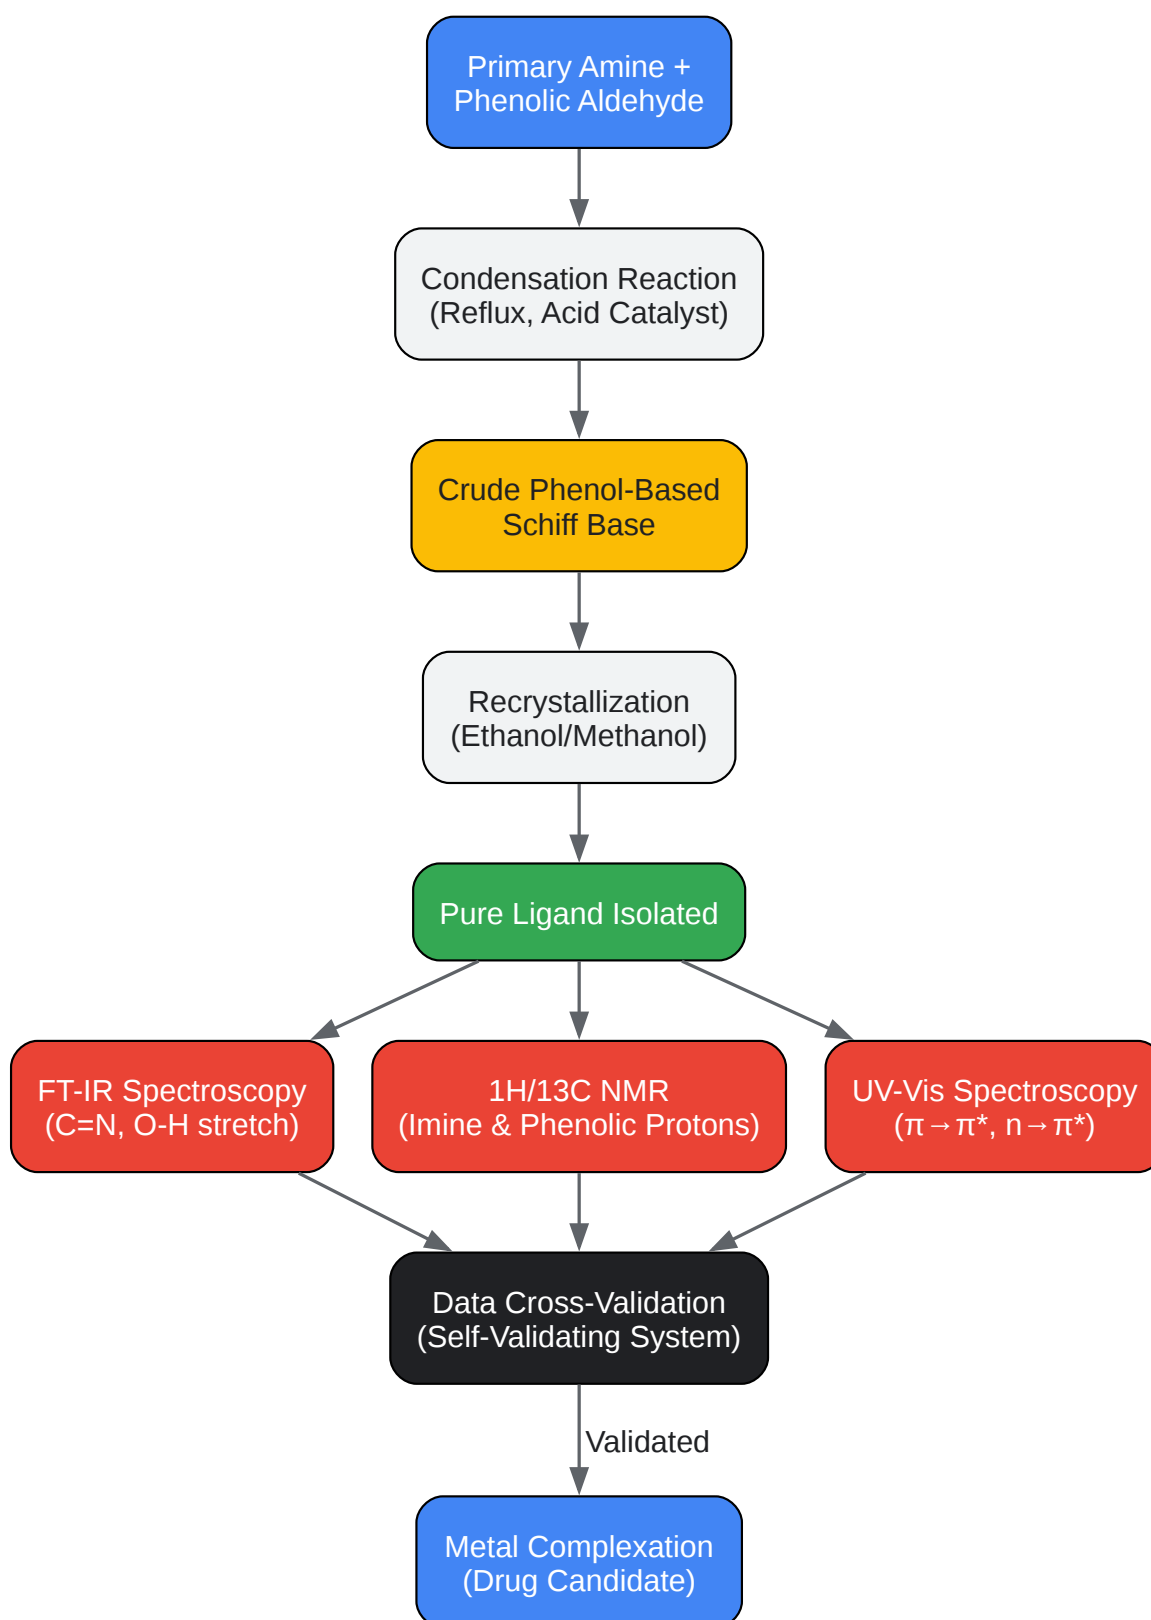 Primary Amine +
Phenolic Aldehyde
Condensation Reaction
(Reflux, Acid Catalyst)
Crude Phenol-Based
Schiff Base
Recrystallization
(Ethanol/Methanol)
Pure Ligand Isolated
FT-IR Spectroscopy
(C=N, O-H stretch)
1H/13C NMR
(Imine & Phenolic Protons)
UV-Vis Spectroscopy
(π→π*, n→π*)
Data Cross-Validation
(Self-Validating System)
Validated
Metal Complexation
(Drug Candidate)